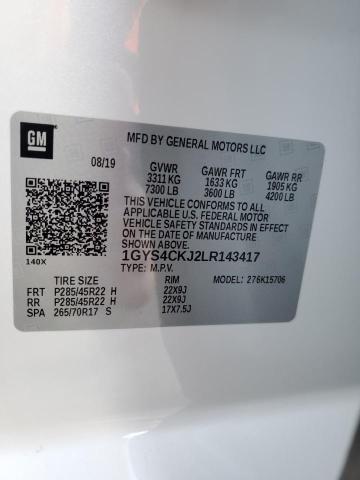 GM
MFD BY GENERAL MOTORS LLC
08/19 GVWR GAWR FRT GAWR RR
3311 KG 1633 KG 1905 KG
7300 LB 3600 LB 4200 LB
THIS VEHICLE CONFORMS TO ALL
APPLICABLE U.S. FEDERAL MOTOR
VEHICLE SAFETY STANDARDS IN EFFECT
ON THE DATE OF MANUFACTURE
SHOWN ABOVE.
140X 1GYS4CKJ2LR143417
TYPE: M.P.V.
TIRE SIZE RIM MODEL: 276K15706
FRT P285/45R22 H 22X9J
RR P285/45R22 H 22X9J
SPA 265/70R17 S 17X7.5J